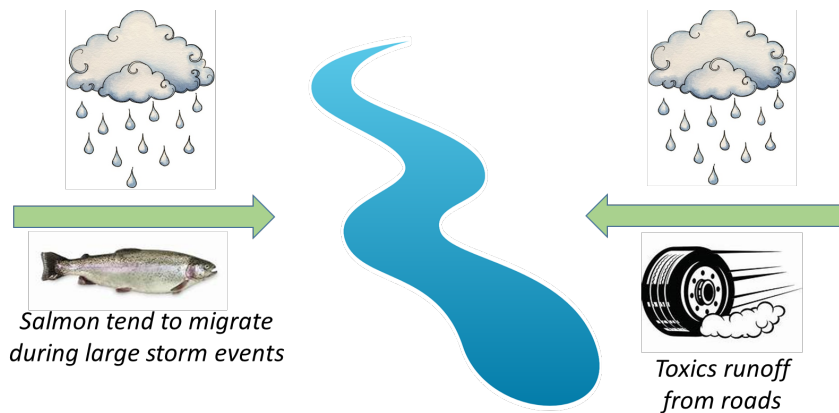 Salmon tend to migrate
during large storm events
Toxics runoff
from roads